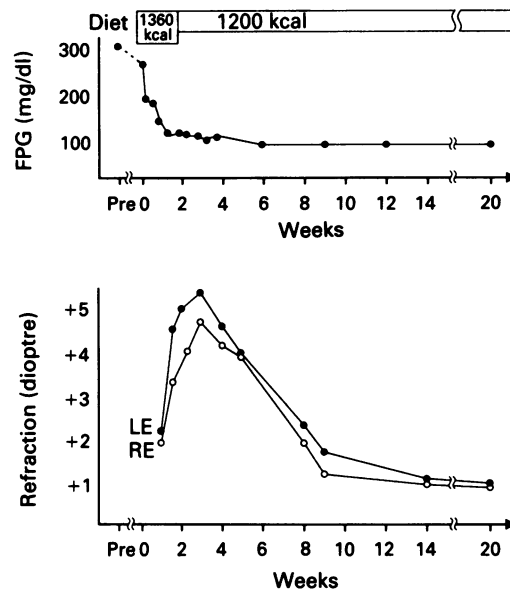 Diet 1360 kcal 1200 kcal
FPG (mg/dl)
300
200
100
Pre 0 2 4 6 8 10 12 14 20
Weeks
Refraction (dioptre)
+5
+4
+3
+2
+1
LE
RE
Pre 0 2 4 6 8 10 12 14 20
Weeks